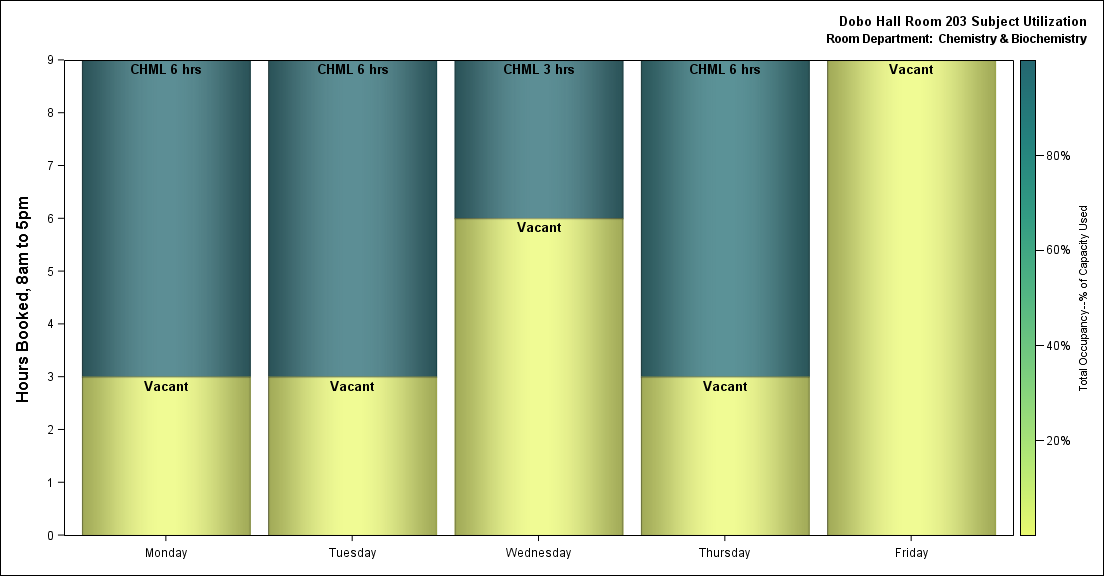 Dobo Hall Room 203 Subject Utilization
Room Department: Chemistry & Biochemistry
Hours Booked, 8am to 5pm
9
8
7
6
5
4
3
2
1
0
CHML 6 hrs
Vacant
CHML 6 hrs
Vacant
CHML 3 hrs
Vacant
CHML 6 hrs
Vacant
Vacant
Monday
Tuesday
Wednesday
Thursday
Friday
80%
60%
40%
20%
Total Occupancy--% of Capacity Used